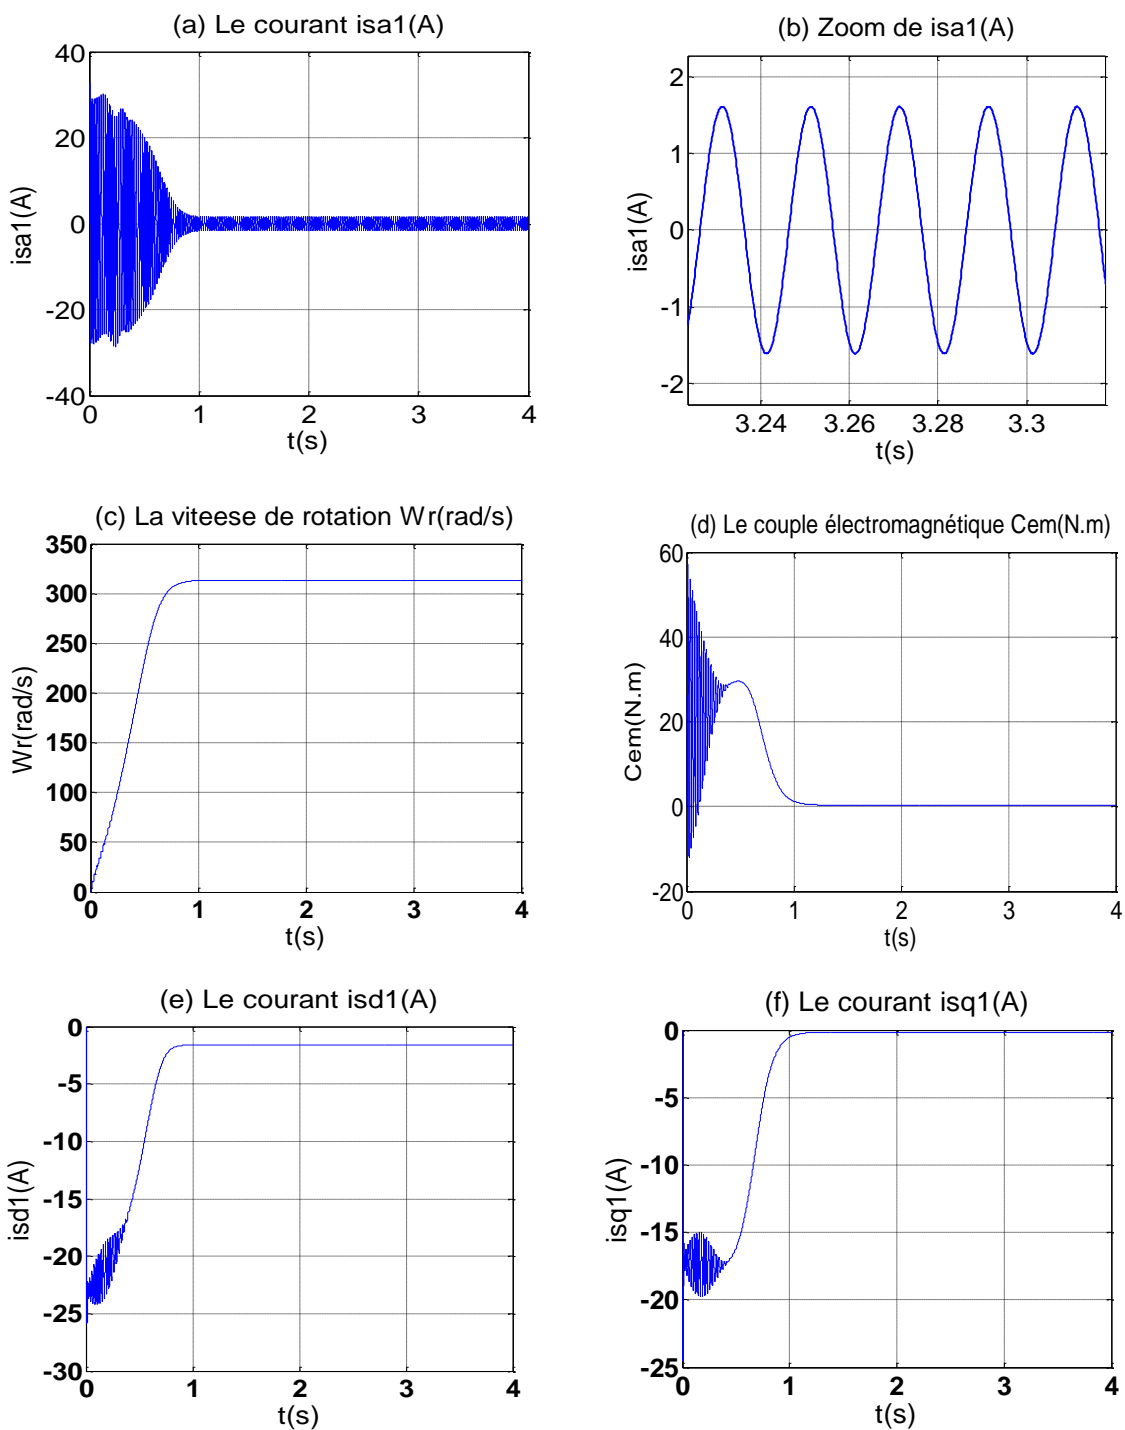 (a) Le courant isa1(A)
40
20
0
-20
-40
isa1(A)
0 1 2 3 4
t(s)
(b) Zoom de isa1(A)
2
1
0
-1
-2
isa1(A)
3.24 3.26 3.28 3.3
t(s)
(c) La viteese de rotation Wr(rad/s)
350
300
250
200
150
100
50
0
Wr(rad/s)
0 1 2 3 4
t(s)
(d) Le couple électromagnétique Cem(N.m)
60
40
20
0
-20
Cem(N.m)
0 1 2 3 4
t(s)
(e) Le courant isd1(A)
0
-5
-10
-15
-20
-25
-30
isd1(A)
0 1 2 3 4
t(s)
(f) Le courant isq1(A)
0
-5
-10
-15
-20
-25
isq1(A)
0 1 2 3 4
t(s)